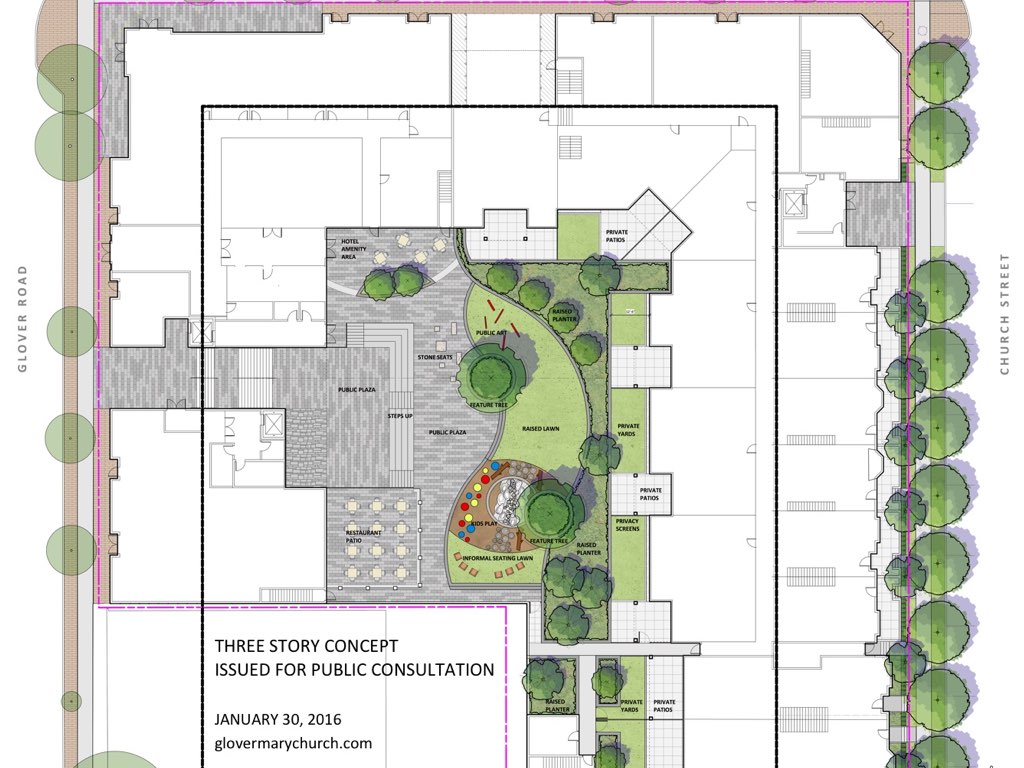 GLOVER ROAD
CHURCH STREET
HOTEL
AMENITY
AREA
PRIVATE
PATIOS
RAISED
PLANTER
PUBLIC ART
STONE SEATS
PUBLIC PLAZA
FEATURE TREE
STEPS UP
RAISED LAWN
PUBLIC PLAZA
PRIVATE
YARDS
PRIVATE
PATIOS
KIDS PLAY
PRIVACY
SCREENS
RESTAURANT
PATIO
FEATURE TREE
RAISED
PLANTER
INFORMAL SEATING LAWN
THREE STORY CONCEPT
ISSUED FOR PUBLIC CONSULTATION
JANUARY 30, 2016
glovermarychurch.com
RAISED
PLANTER
PRIVATE
YARDS
PRIVATE
PATIOS